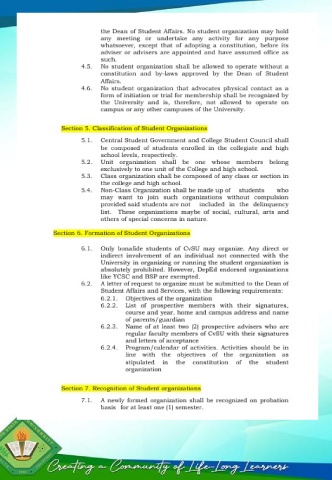 the Dean of Student Affairs. No student organization may hold
any meeting or undertake any activity for any purpose
whatsoever, except that of adopting a constitution, before its
adviser or advisers are appointed and have assumed office as
such.
4.5. No student organization shall be allowed to operate without a
constitution and by-laws approved by the Dean of Student
Affairs.
4.6. No student organization that advocates physical contact as a
form of initiation or trial for membership shall be recognized by
the University and is, therefore, not allowed to operate on
campus or any other campuses of the University.
Section 5. Classification of Student Organizations
5.1. Central Student Government and College Student Council shall
be composed of students enrolled in the collegiate and high
school levels, respectively.
5.2. Unit organization shall be one whose members belong
exclusively to one unit of the College and high school.
5.3. Class organization shall be composed of any class or section in
the college and high school.
5.4. Non-Class Organization shall be made up of students who
may want to join such organizations without compulsion
provided said students are not included in the delinquency
list. These organizations maybe of social, cultural, arts and
others of special concerns in nature.
Section 6. Formation of Student Organizations
6.1. Only bonafide students of CvSU may organize. Any direct or
indirect involvement of an individual not connected with the
University in organizing or running the student organization is
absolutely prohibited. However, DepEd endorsed organizations
like YCSC and BSP are exempted.
6.2. A letter of request to organize must be submitted to the Dean of
Student Affairs and Services, with the following requirements:
6.2.1. Objectives of the organization
6.2.2. List of prospective members with their signatures,
course and year, home and campus address and name
of parents/guardian
6.2.3. Name of at least two (2) prospective advisers who are
regular faculty members of CvSU with their signatures
and letters of acceptance
6.2.4. Program/calendar of activities. Activities should be in
line with the objectives of the organization as
stipulated in the constitution of the student
organization
Section 7. Recognition of Student organizations
7.1. A newly formed organization shall be recognized on probation
basis for at least one (1) semester.
Creating a Community of Life-Long Learners